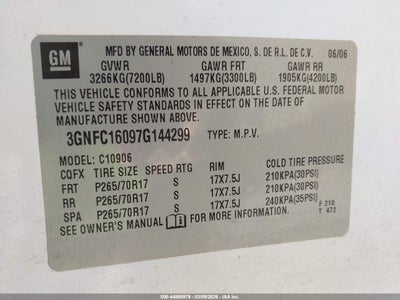 GM
MFD BY GENERAL MOTORS DE MEXICO, S. DE R.L. DE C.V. 06/06
GVWR GAWR FRT GAWR RR
3266KG(7200LB) 1497KG(3300LB) 1905KG(4200LB)
THIS VEHICLE CONFORMS TO ALL APPLICABLE U.S. FEDERAL MOTOR
VEHICLE SAFETY STANDARDS IN EFFECT ON THE DATE OF
MANUFACTURE SHOWN ABOVE.
3GNFC16097G144299 TYPE: M.P.V.
MODEL: C10906
CQFX TIRE SIZE SPEED RTG RIM COLD TIRE PRESSURE
FRT P265/70R17 S 17X7.5J 210KPA(30PSI)
RR P265/70R17 S 17X7.5J 210KPA(30PSI)
SPA P265/70R17 S 17X7.5J 240KPA(35PSI) F 218
SEE OWNER'S MANUAL FOR MORE INFORMATION. T 472
IAA